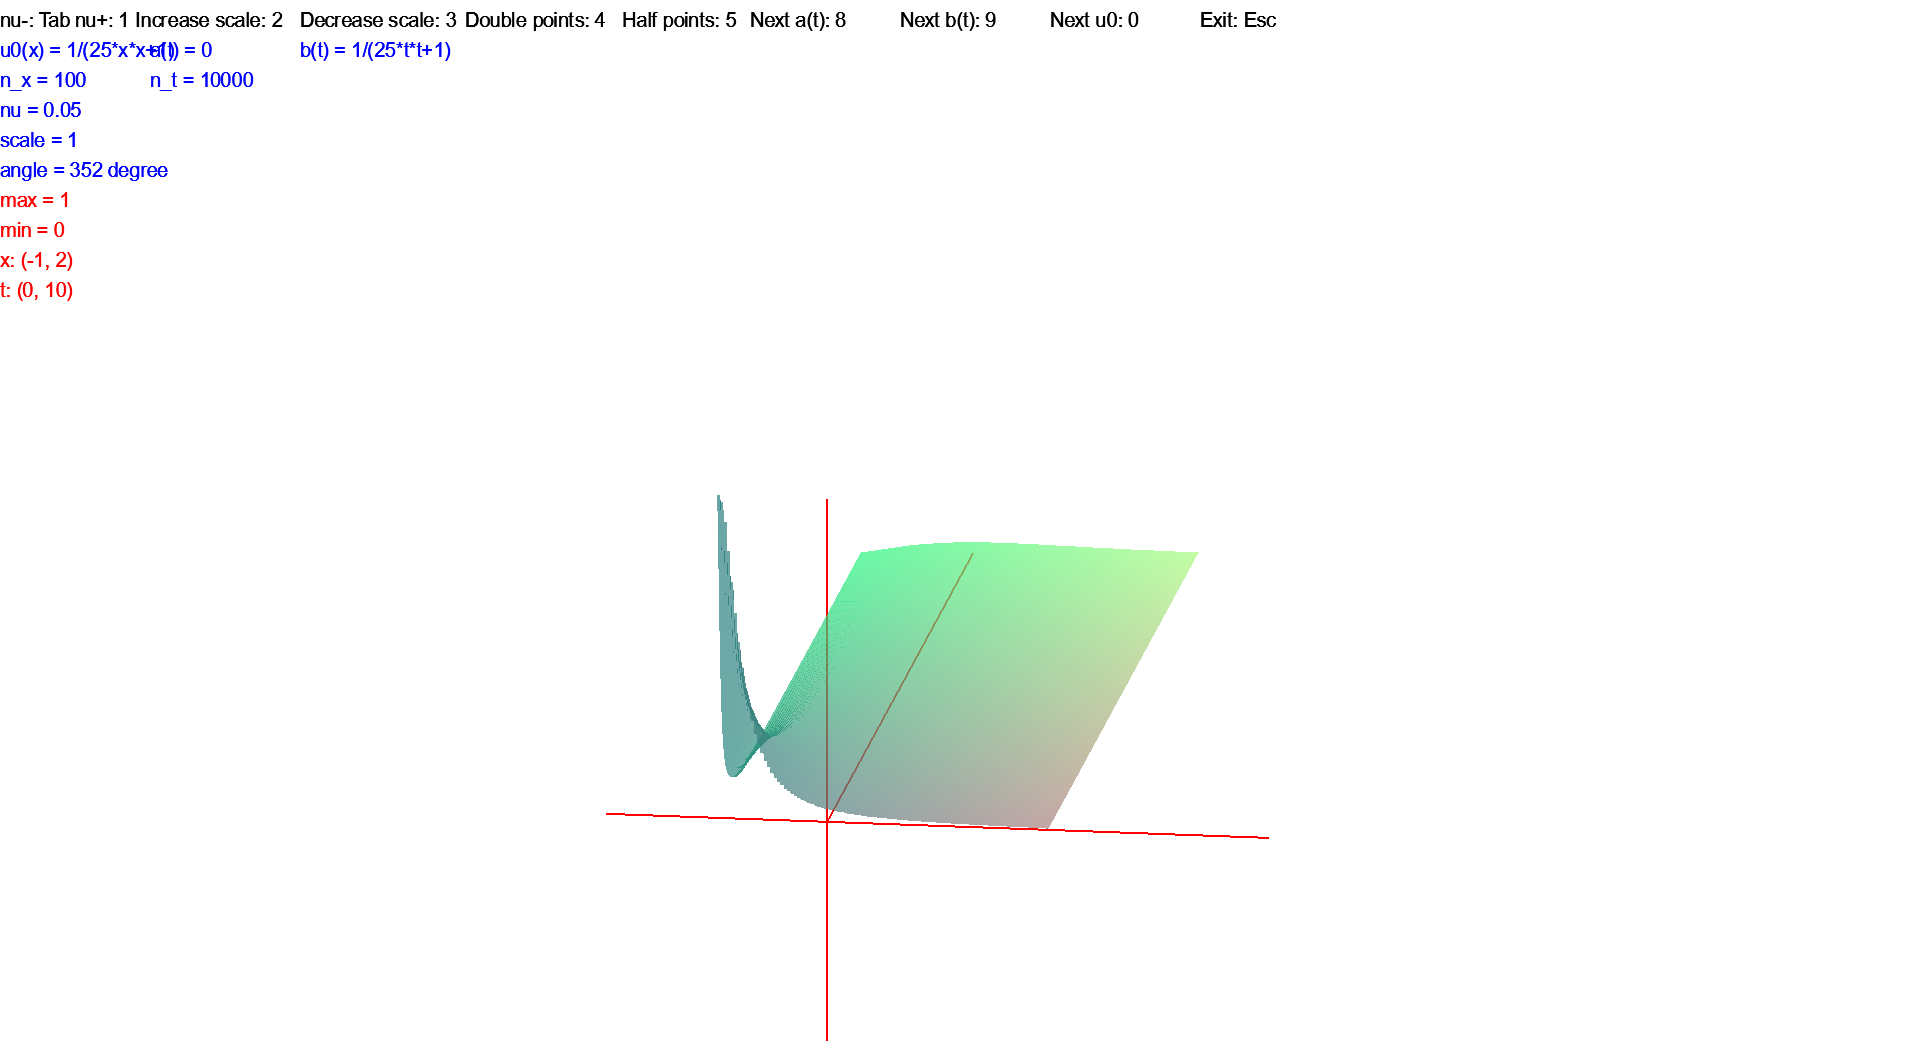 nu-: Tab nu+: 1 Increase scale: 2 Decrease scale: 3 Double points: 4 Half points: 5 Next a(t): 8 Next b(t): 9 Next u0: 0 Exit: Esc
u0(x) = 1/(25*x*x+1) a(t) = 0 b(t) = 1/(25*t*t+1)
n_x = 100 n_t = 10000
nu = 0.05
scale = 1
angle = 352 degree
max = 1
min = 0
x: (-1, 2)
t: (0, 10)